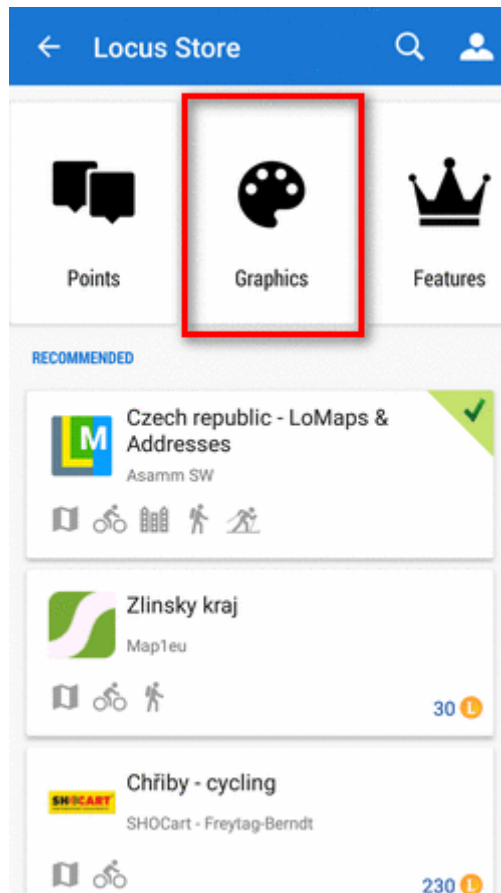 Locus Store
Points
Graphics
Features
RECOMMENDED
M
Czech republic - LoMaps &
Addresses
Asamm SW
Zlinsky kraj
Map1eu
30 L
SHOCART
Chřiby - cycling
SHOCart - Freytag-Berndt
230 L